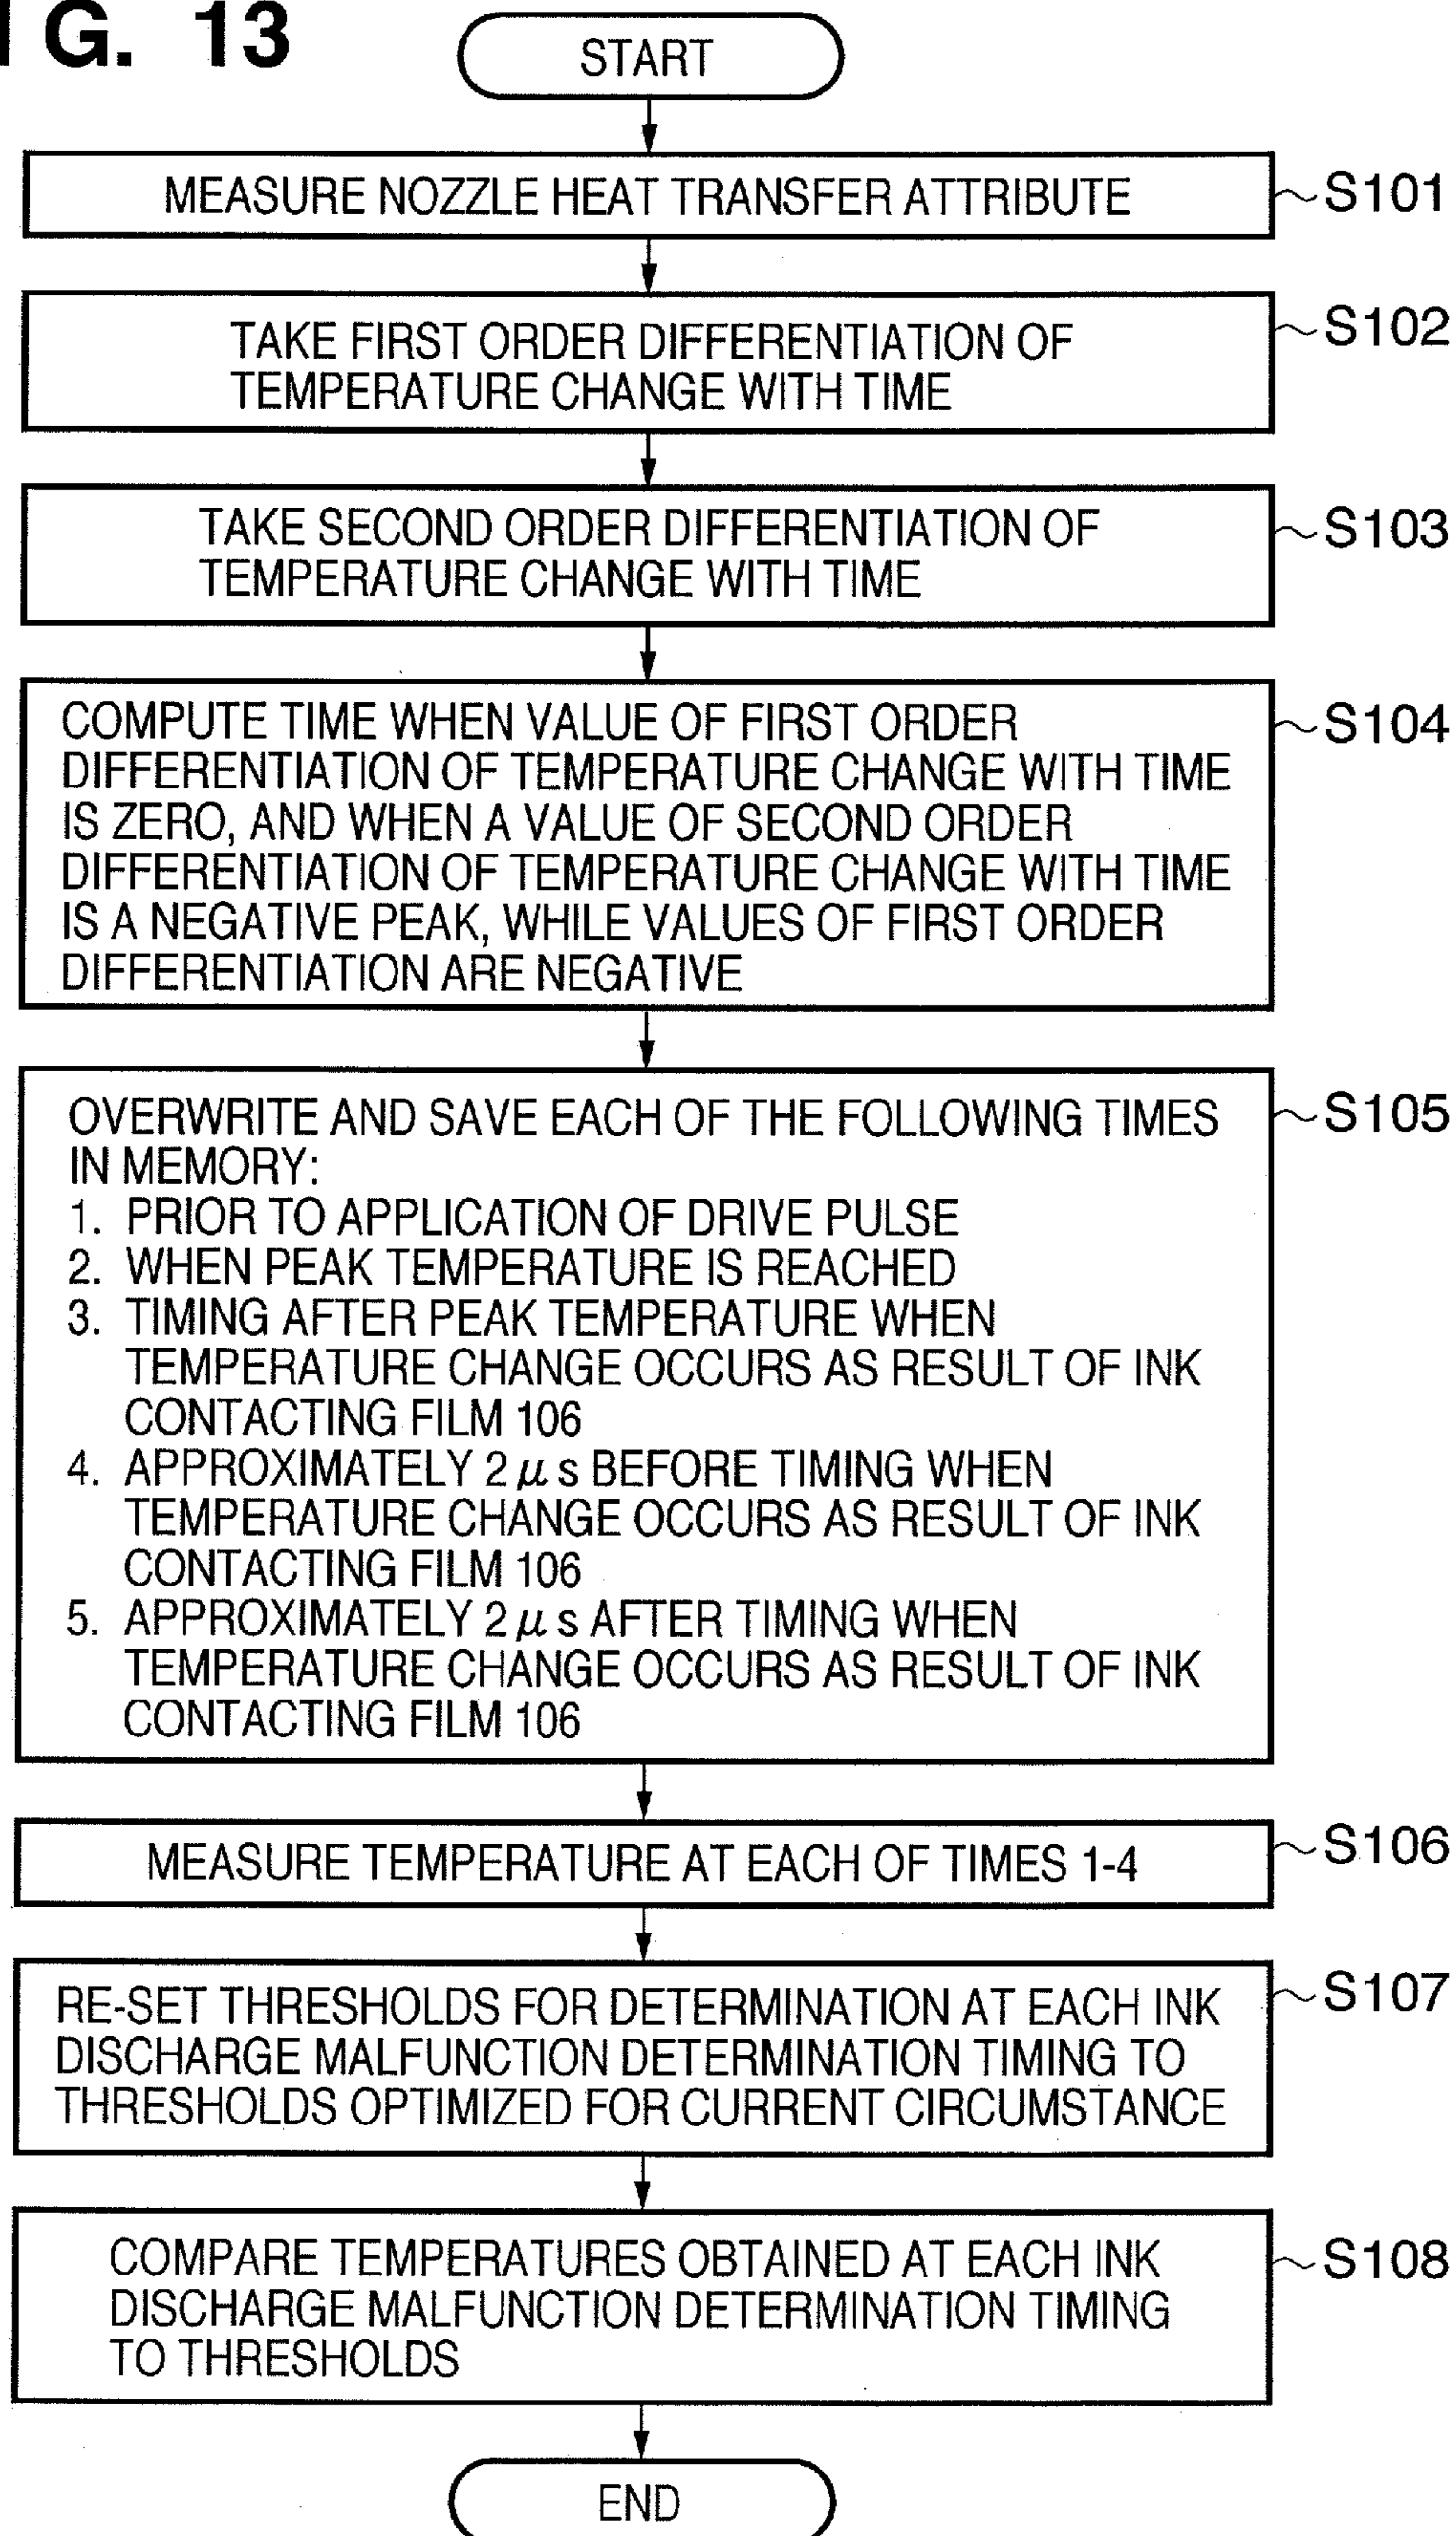 IG. 13
START
MEASURE NOZZLE HEAT TRANSFER ATTRIBUTE
S101
TAKE FIRST ORDER DIFFERENTIATION OF
TEMPERATURE CHANGE WITH TIME
S102
TAKE SECOND ORDER DIFFERENTIATION OF
TEMPERATURE CHANGE WITH TIME
S103
COMPUTE TIME WHEN VALUE OF FIRST ORDER
DIFFERENTIATION OF TEMPERATURE CHANGE WITH TIME
IS ZERO, AND WHEN A VALUE OF SECOND ORDER
DIFFERENTIATION OF TEMPERATURE CHANGE WITH TIME
IS A NEGATIVE PEAK, WHILE VALUES OF FIRST ORDER
DIFFERENTIATION ARE NEGATIVE
S104
OVERWRITE AND SAVE EACH OF THE FOLLOWING TIMES
IN MEMORY:
1. PRIOR TO APPLICATION OF DRIVE PULSE
2. WHEN PEAK TEMPERATURE IS REACHED
3. TIMING AFTER PEAK TEMPERATURE WHEN
TEMPERATURE CHANGE OCCURS AS RESULT OF INK
CONTACTING FILM 106
4. APPROXIMATELY 2 μ s BEFORE TIMING WHEN
TEMPERATURE CHANGE OCCURS AS RESULT OF INK
CONTACTING FILM 106
5. APPROXIMATELY 2 μ s AFTER TIMING WHEN
TEMPERATURE CHANGE OCCURS AS RESULT OF INK
CONTACTING FILM 106
S105
MEASURE TEMPERATURE AT EACH OF TIMES 1-4
S106
RE-SET THRESHOLDS FOR DETERMINATION AT EACH INK
DISCHARGE MALFUNCTION DETERMINATION TIMING TO
THRESHOLDS OPTIMIZED FOR CURRENT CIRCUMSTANCE
S107
COMPARE TEMPERATURES OBTAINED AT EACH INK
DISCHARGE MALFUNCTION DETERMINATION TIMING
TO THRESHOLDS
S108
END